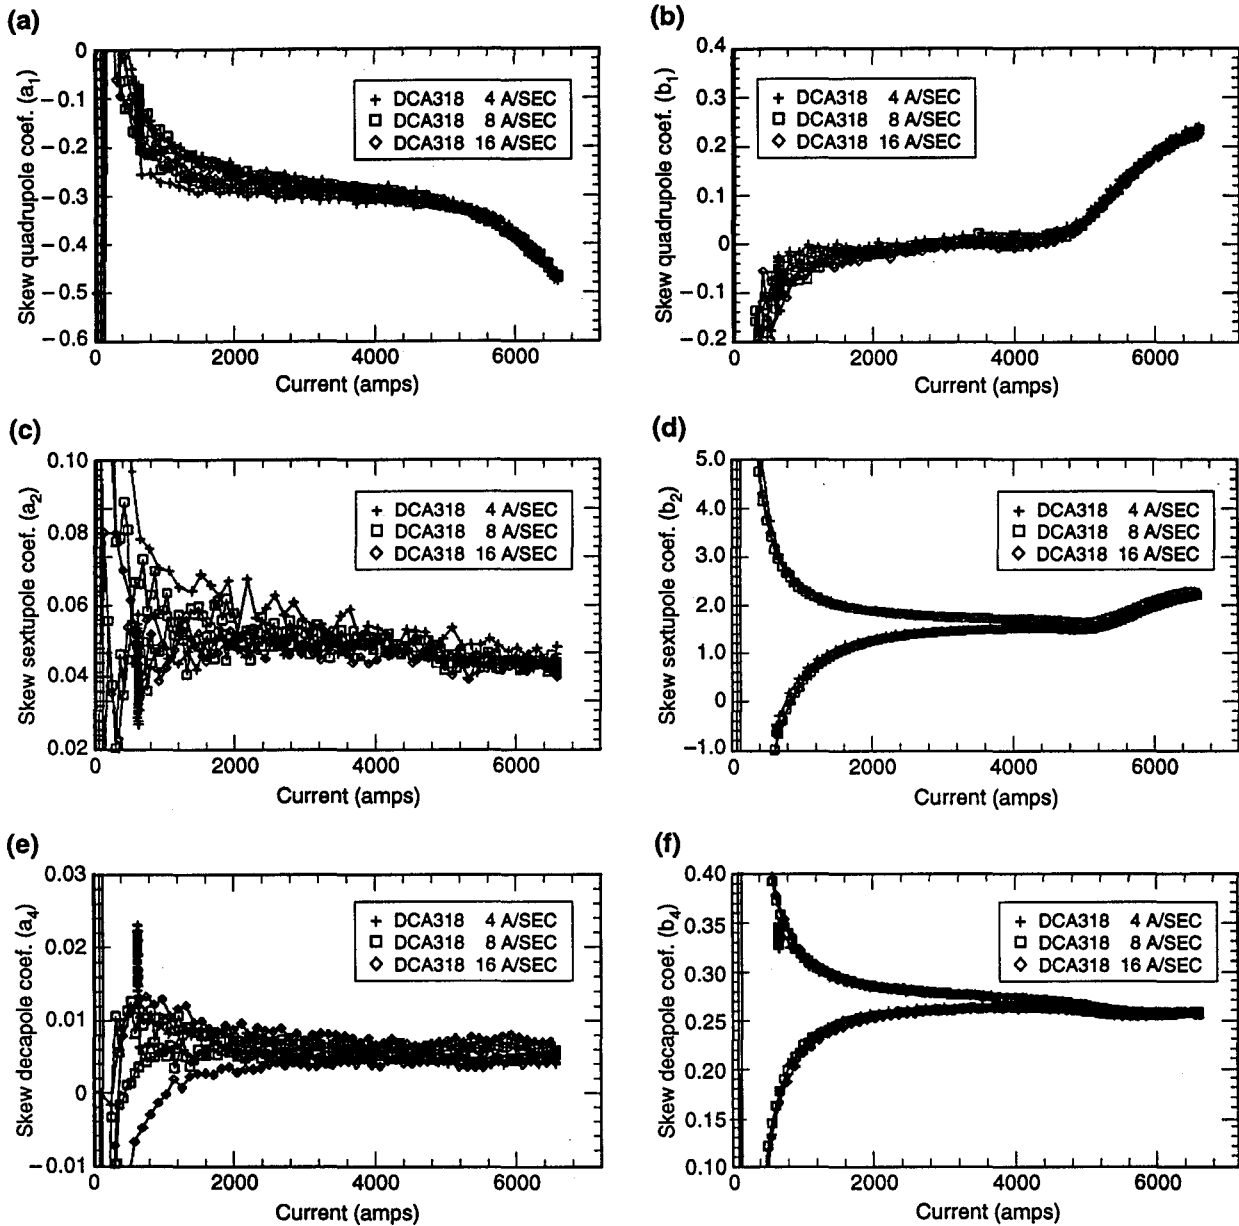 (a)
0
−0.1
−0.2
−0.3
−0.4
−0.5
−0.6
Skew quadrupole coef. (a1)
DCA318 4 A/SEC
DCA318 8 A/SEC
DCA318 16 A/SEC
0 2000 4000 6000
Current (amps)
(b)
0.4
0.3
0.2
0.1
0
−0.1
−0.2
Skew quadrupole coef. (b1)
DCA318 4 A/SEC
DCA318 8 A/SEC
DCA318 16 A/SEC
0 2000 4000 6000
Current (amps)
(c)
0.10
0.08
0.06
0.04
0.02
Skew sextupole coef. (a2)
DCA318 4 A/SEC
DCA318 8 A/SEC
DCA318 16 A/SEC
0 2000 4000 6000
Current (amps)
(d)
5.0
4.0
3.0
2.0
1.0
0
−1.0
Skew sextupole coef. (b2)
DCA318 4 A/SEC
DCA318 8 A/SEC
DCA318 16 A/SEC
0 2000 4000 6000
Current (amps)
(e)
0.03
0.02
0.01
0
−0.01
Skew decapole coef. (a4)
DCA318 4 A/SEC
DCA318 8 A/SEC
DCA318 16 A/SEC
0 2000 4000 6000
Current (amps)
(f)
0.40
0.35
0.30
0.25
0.20
0.15
0.10
Skew decapole coef. (b4)
DCA318 4 A/SEC
DCA318 8 A/SEC
DCA318 16 A/SEC
0 2000 4000 6000
Current (amps)